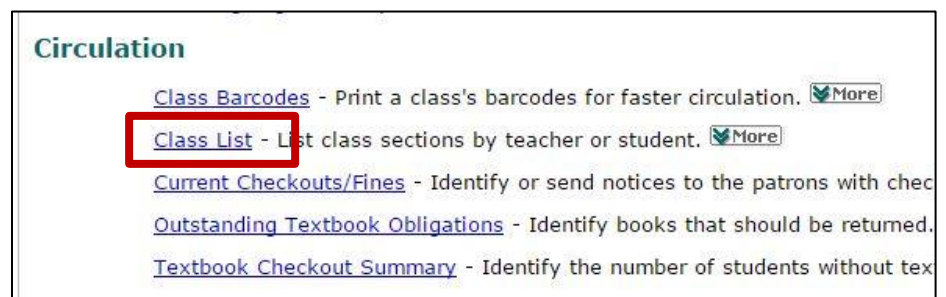 Circulation
Class Barcodes - Print a class's barcodes for faster circulation. More
Class List - List class sections by teacher or student. More
Current Checkouts/Fines - Identify or send notices to the patrons with chec
Outstanding Textbook Obligations - Identify books that should be returned.
Textbook Checkout Summary - Identify the number of students without tex